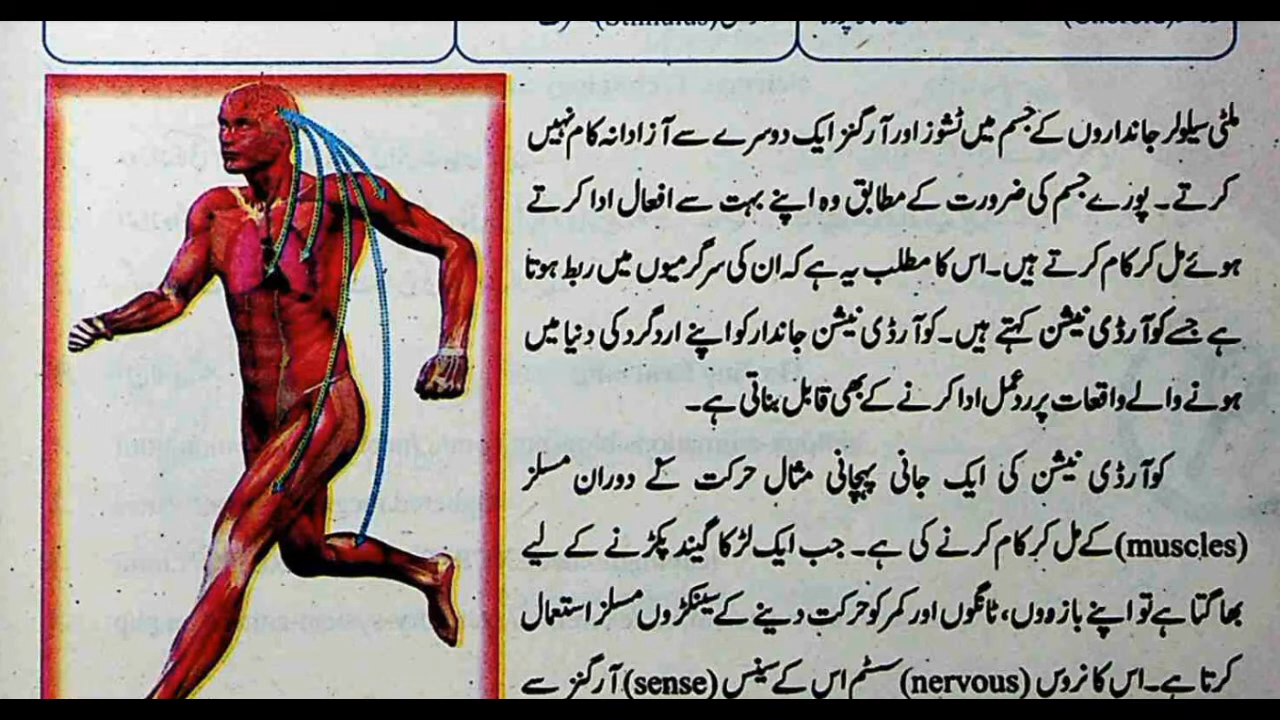 (Stimulus)
ملٹی سیلولر جانداروں کے جسم میں ٹشوز اور آرگنز ایک دوسرے سے آزادانہ کام نہیں
کرتے۔ پورے جسم کی ضرورت کے مطابق وہ اپنے بہت سے افعال ادا کرتے
ہوئے مل کر کام کرتے ہیں۔ اس کا مطلب یہ ہے کہ ان کی سرگرمیوں میں ربط ہوتا
ہے جسے کوآرڈی نیشن کہتے ہیں۔ کوآرڈی نیشن جاندار کو اپنے اردگرد کی دنیا میں
ہونے والے واقعات پر ردعمل ادا کرنے کے بھی قابل بناتی ہے۔
کوآرڈی نیشن کی ایک جانی پہچانی مثال حرکت کے دوران مسلز
(muscles) کے مل کر کام کرنے کی ہے۔ جب ایک لڑکا گیند پکڑنے کے لیے
بھاگتا ہے تو اپنے بازووں، ٹانگوں اور کمر کو حرکت دینے کے سینکڑوں مسلز استعمال
کرتا ہے۔ اس کا نروس (nervous) سسٹم اس کے سینس (sense) آرگنز سے